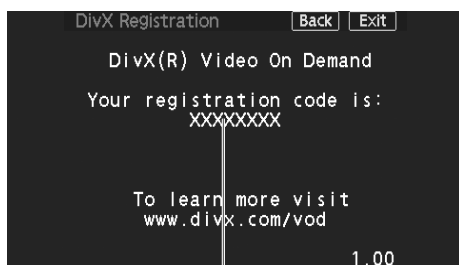 DivX Registration Back Exit
DivX(R) Video On Demand
Your registration code is:
XXXXXXXX
To learn more visit
www.divx.com/vod
1.00